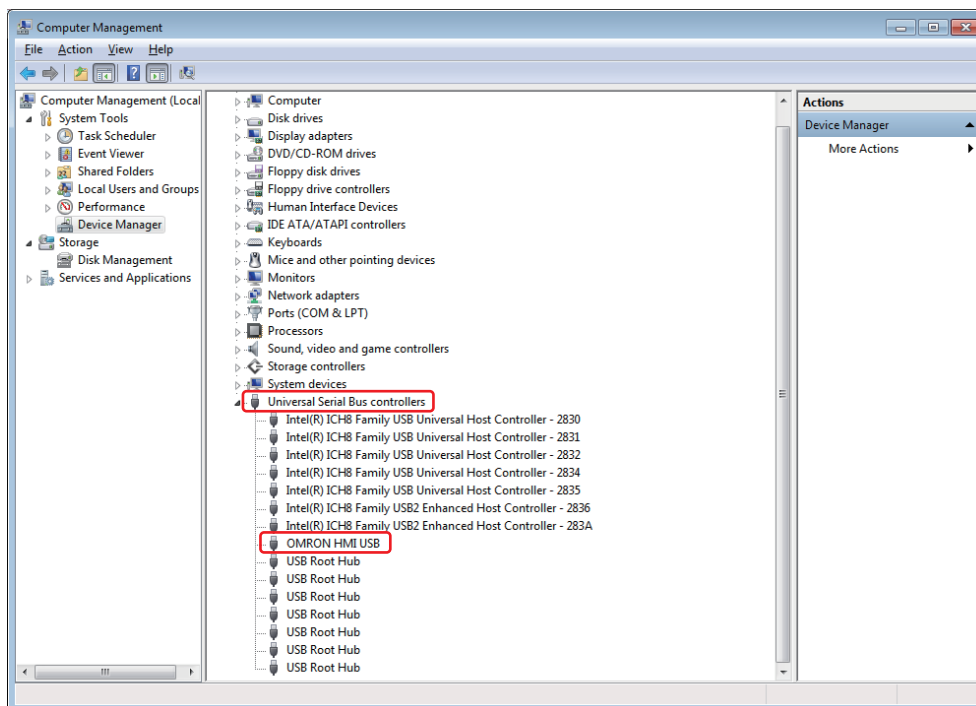 Computer Management
File Action View Help
Computer Management (Local
System Tools
Task Scheduler
Event Viewer
Shared Folders
Local Users and Groups
Performance
Device Manager
Storage
Disk Management
Services and Applications
Computer
Disk drives
Display adapters
DVD/CD-ROM drives
Floppy disk drives
Floppy drive controllers
Human Interface Devices
IDE ATA/ATAPI controllers
Keyboards
Mice and other pointing devices
Monitors
Network adapters
Ports (COM & LPT)
Processors
Sound, video and game controllers
Storage controllers
System devices
Universal Serial Bus controllers
Intel(R) ICH8 Family USB Universal Host Controller - 2830
Intel(R) ICH8 Family USB Universal Host Controller - 2831
Intel(R) ICH8 Family USB Universal Host Controller - 2832
Intel(R) ICH8 Family USB Universal Host Controller - 2834
Intel(R) ICH8 Family USB Universal Host Controller - 2835
Intel(R) ICH8 Family USB2 Enhanced Host Controller - 2836
Intel(R) ICH8 Family USB2 Enhanced Host Controller - 283A
OMRON HMI USB
USB Root Hub
USB Root Hub
USB Root Hub
USB Root Hub
USB Root Hub
USB Root Hub
USB Root Hub
Actions
Device Manager
More Actions